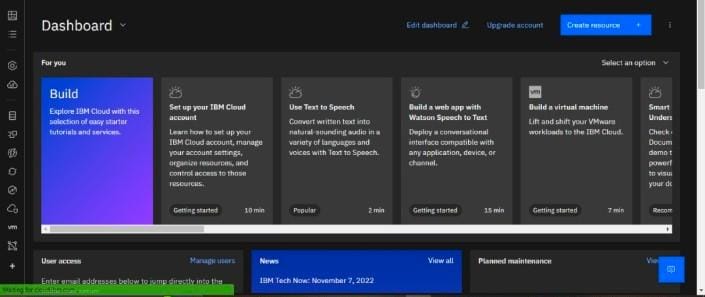 Dashboard
Edit dashboard
Upgrade account
Create resource +
For you
Select an option
Build
Explore IBM Cloud with this
selection of easy starter
tutorials and services.
Set up your IBM Cloud
account
Learn how to set up your
IBM Cloud account, manage
your account settings,
organize resources, and
control access to those
resources.
Getting started 10 min
Use Text to Speech
Convert written text into
natural-sounding audio in a
variety of languages and
voices with Text to Speech.
Popular 2 min
Build a web app with
Watson Speech to Text
Deploy a conversational
interface compatible with
any application, device, or
channel.
Getting started 15 min
vm
Build a virtual machine
Lift and shift your VMware
workloads to the IBM Cloud.
Getting started 7 min
Smart
Unders
Check
Docum
demo t
powerf
to visu
your do
Recom
vm
User access
Manage users
Enter email addresses below to jump directly into the
News
View all
IBM Tech Now: November 7, 2022
Planned maintenance
Waiting for cloud.ibm.com...